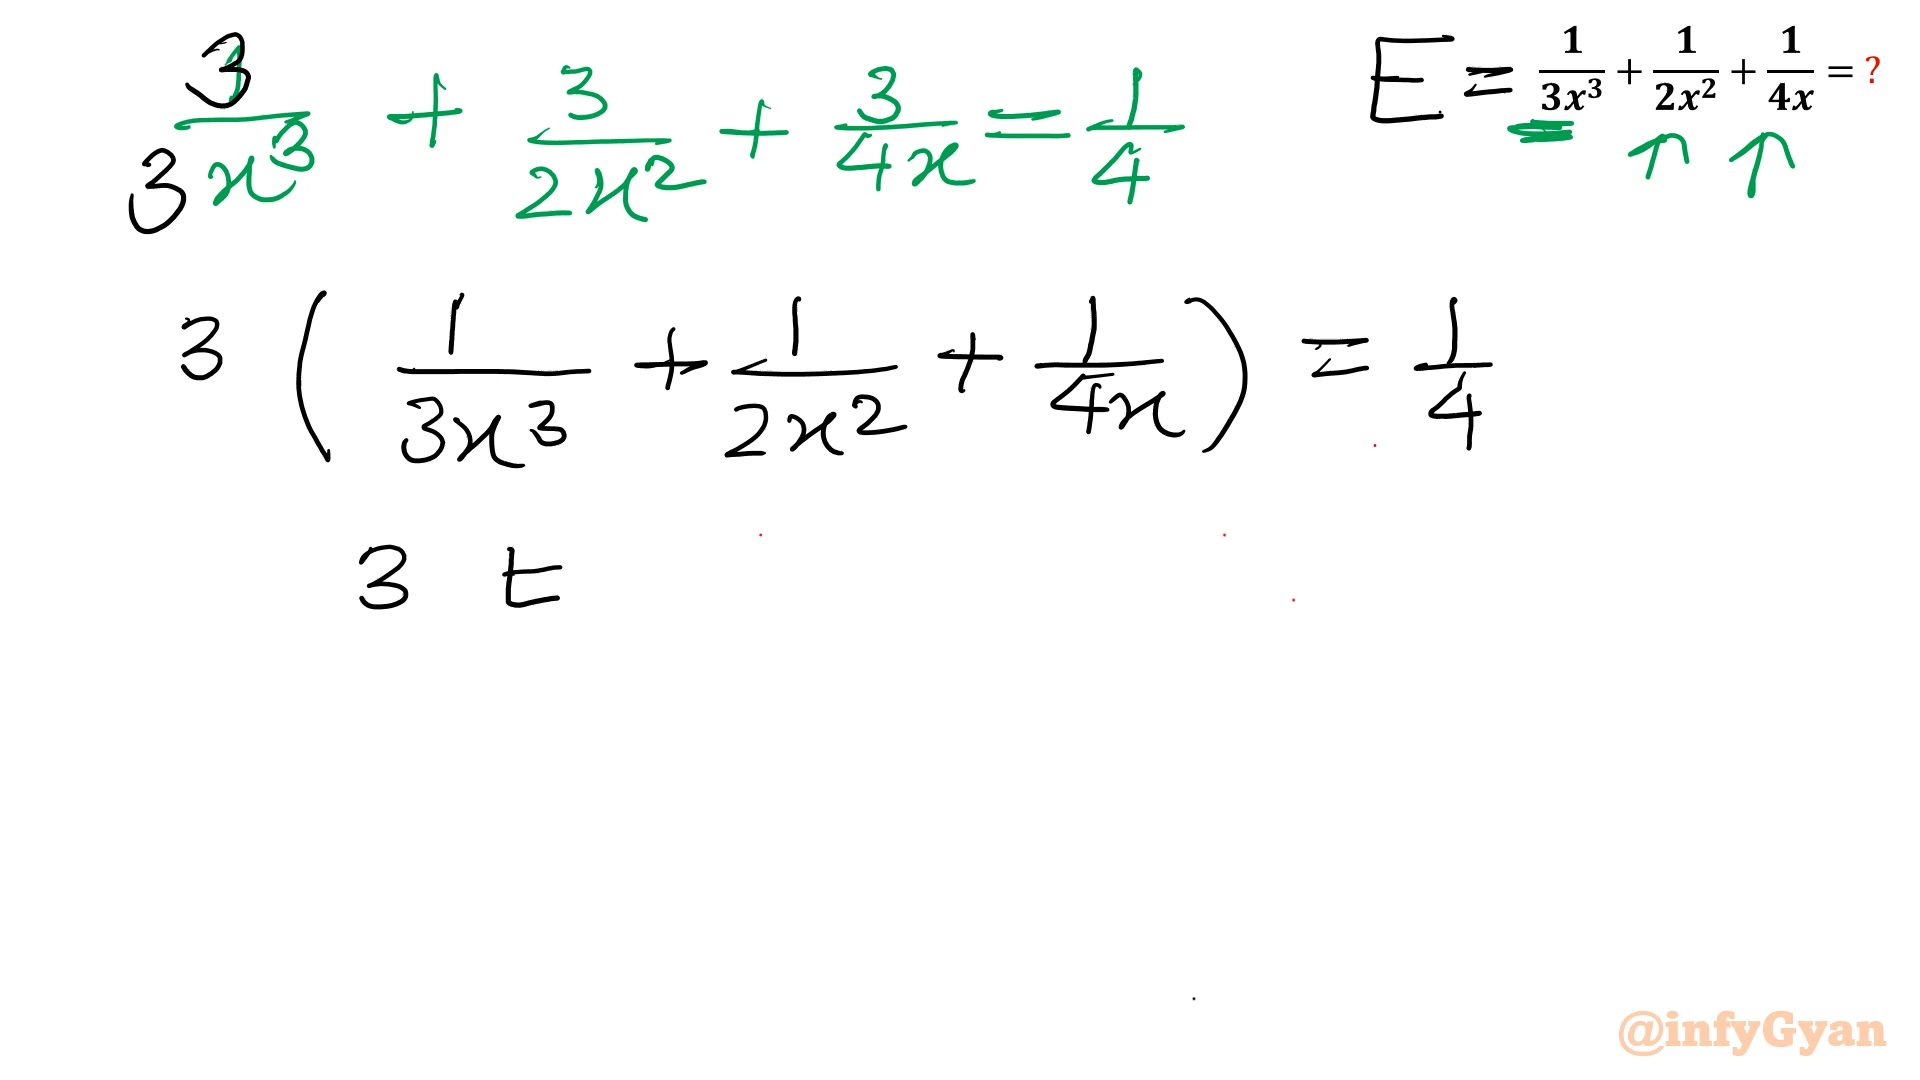 3/3x³ + 3/2x² + 3/4x = 1/4
E = 1/3x³ + 1/2x² + 1/4x = ?
3 ( 1/3x³ + 1/2x² + 1/4x ) = 1/4
3 t
@infyGyan